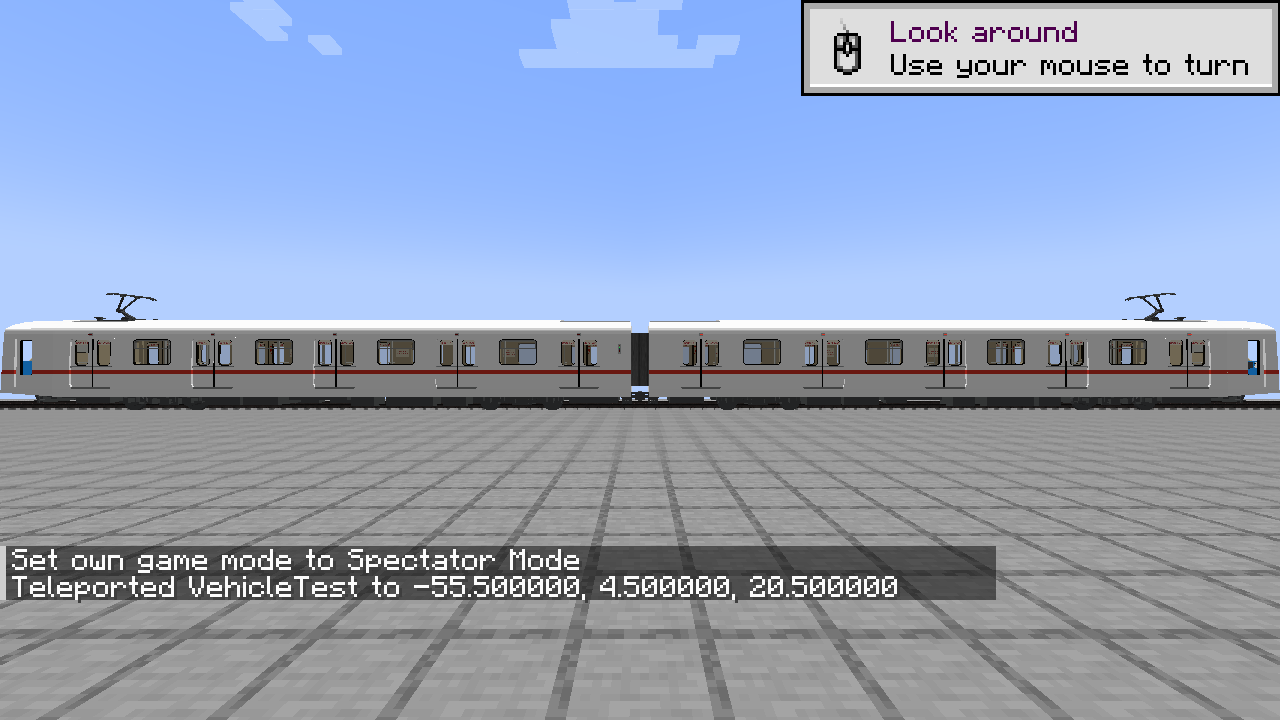 Look around
Use your mouse to turn
Set own game mode to Spectator Mode
Teleported VehicleTest to -55.500000, 4.500000, 20.500000